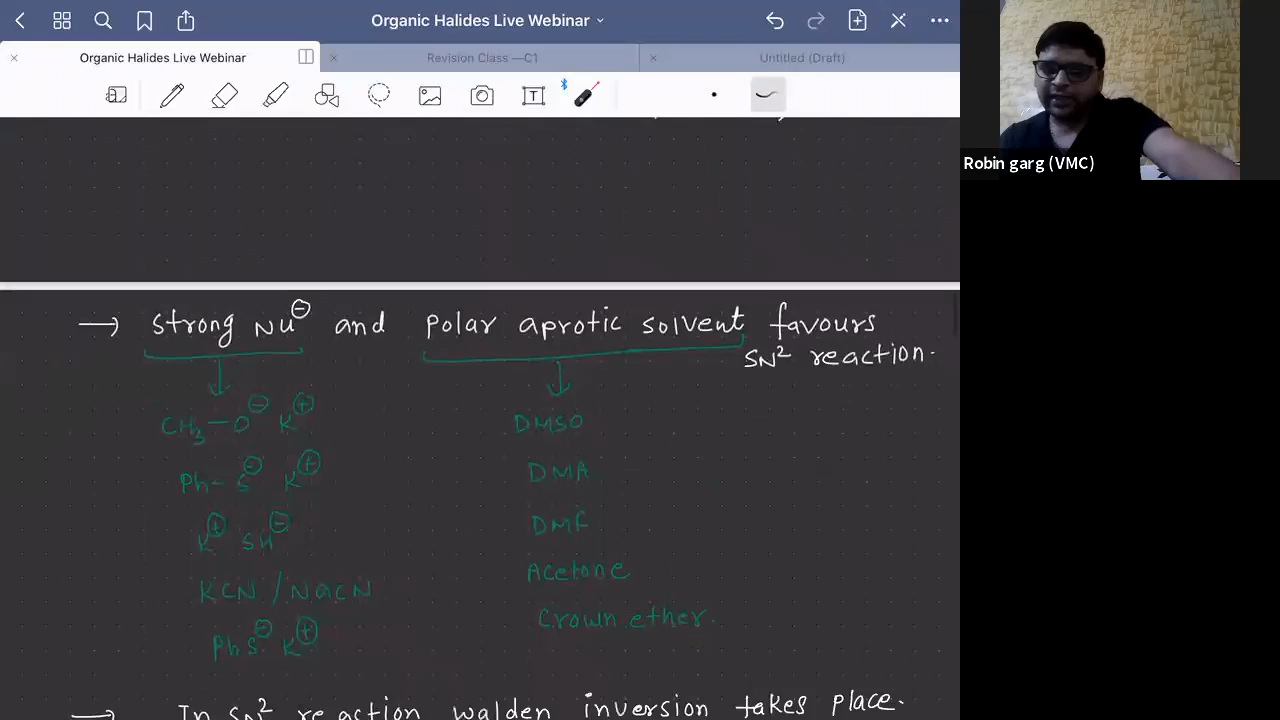 Organic Halides Live Webinar
Organic Halides Live Webinar
Revision Class —C1
Untitled (Draft)
Robin garg (VMC)
→ strong Nu⊖ and polar aprotic solvent favours
SN² reaction.
CH₃—O⊖ K⊕ DMSO
Ph—S⊖ K⊕ DMA
K⊕ SH⊖ DMF
KCN / NaCN Acetone
PhS⊖ K⊕ Crown ether.
→ In SN² reaction walden inversion takes place.